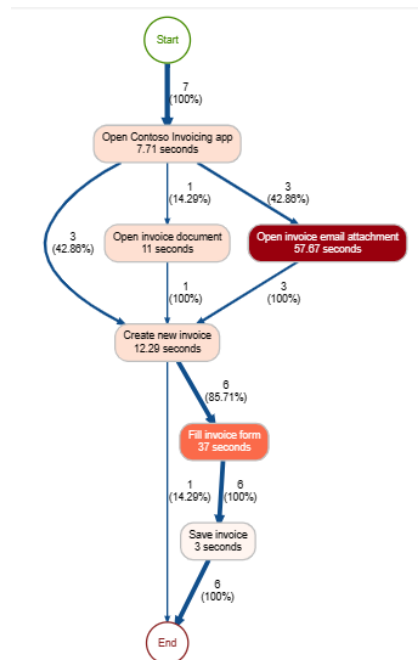 Start
7
(100%)
Open Contoso Invoicing app
7.71 seconds
1
(14.29%)
3
(42.86%)
3
(42.86%)
Open invoice document
11 seconds
Open invoice email attachment
57.67 seconds
1
(100%)
3
(100%)
Create new invoice
12.29 seconds
6
(85.71%)
Fill invoice form
37 seconds
1
(14.29%)
6
(100%)
Save invoice
3 seconds
6
(100%)
End